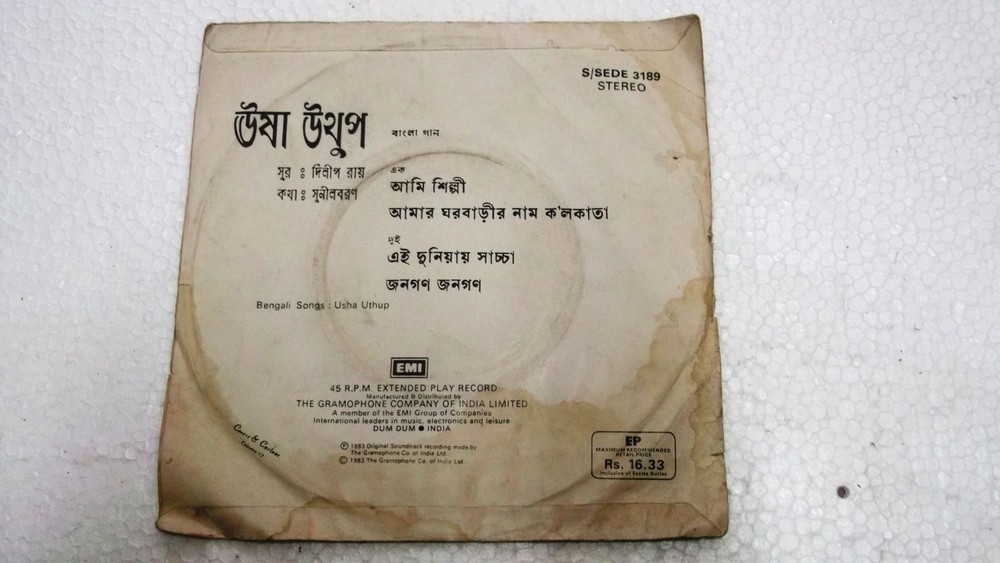 S/SEDE 3189
STEREO
ঊষা উথুপ
বাংলা গান
সুর : দিলীপ রায়
কথা : সুনীলবরণ
এক
আমি শিল্পী
আমার ঘরবাড়ীর নাম ক'লকাতা
দুই
এই দুনিয়ায় সাচ্চা
জনগণ জনগণ
Bengali Songs : Usha Uthup
EMI
45 R.P.M. EXTENDED PLAY RECORD
Manufactured & Distributed by
THE GRAMOPHONE COMPANY OF INDIA LIMITED
A member of the EMI Group of Companies
International leaders in music, electronics and leisure
DUM DUM ● INDIA
Ⓟ 1983 Original Soundtrack recording made by
The Gramophone Co. of India Ltd.
© 1983 The Gramophone Co. of India Ltd
EP
MAXIMUM RECOMMENDED
RETAIL PRICE
Rs. 16.33
Inclusive of Excise Duties